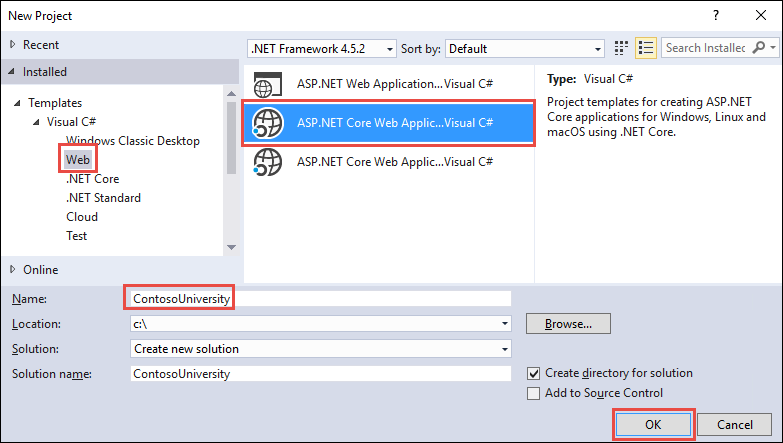 New Project
?
Recent
.NET Framework 4.5.2
Sort by:
Default
Search Installed
Installed
Templates
Visual C#
Windows Classic Desktop
Web
.NET Core
.NET Standard
Cloud
Test
Online
ASP.NET Web Application...Visual C#
ASP.NET Core Web Applic...Visual C#
ASP.NET Core Web Applic...Visual C#
Type: Visual C#
Project templates for creating ASP.NET
Core applications for Windows, Linux and
macOS using .NET Core.
Name:
ContosoUniversity
Location:
c:\
Browse...
Solution:
Create new solution
Solution name:
ContosoUniversity
Create directory for solution
Add to Source Control
OK
Cancel